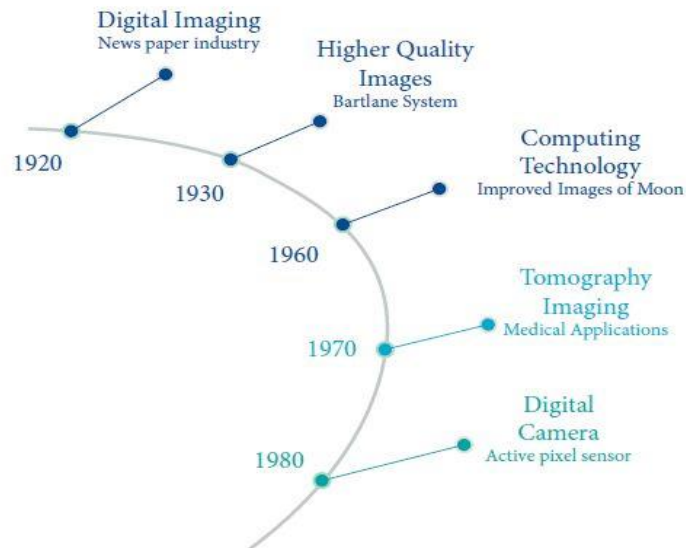 Digital Imaging
News paper industry
1920
Higher Quality
Images
Bartlane System
1930
Computing
Technology
Improved Images of Moon
1960
Tomography
Imaging
Medical Applications
1970
Digital
Camera
Active pixel sensor
1980